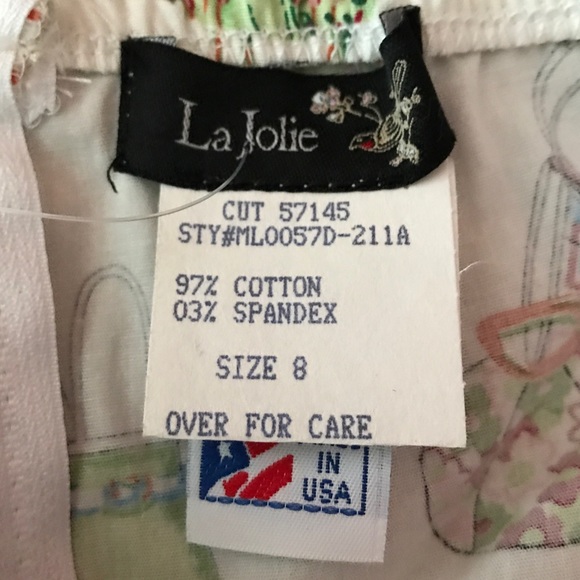 La Jolie
CUT 57145
STY#ML0057D-211A
97% COTTON
03% SPANDEX
SIZE 8
OVER FOR CARE
IN
USA